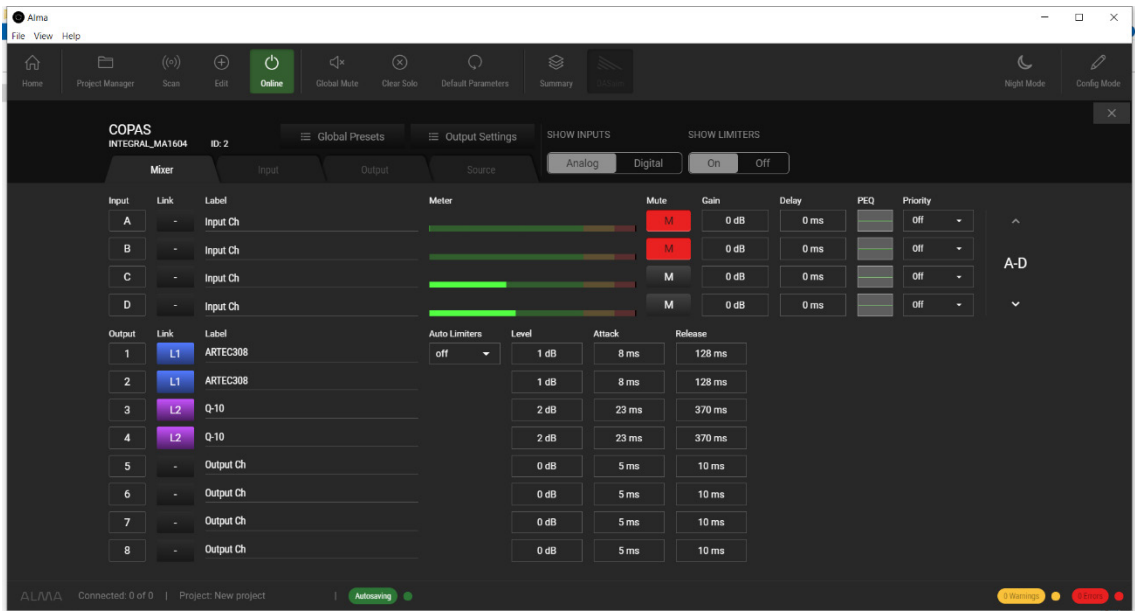 Alma
File View Help
Home Project Manager Scan Edit Online Global Mute Clear Solo Default Parameters Summary Night Mode Config Mode
COPAS
INTEGRAL_MA1604 ID: 2
Global Presets Output Settings
SHOW INPUTS SHOW LIMITERS
Analog Digital On Off
Mixer Input Output Source
Input Link Label Meter Mute Gain Delay PEQ Priority
A - Input Ch M 0 dB 0 ms Off
B - Input Ch M 0 dB 0 ms Off
C - Input Ch M 0 dB 0 ms Off
D - Input Ch M 0 dB 0 ms Off
A-D
Output Link Label Auto Limiters Level Attack Release
1 L1 ARTEC308 off 1 dB 8 ms 128 ms
2 L1 ARTEC308 1 dB 8 ms 128 ms
3 L2 Q-10 2 dB 23 ms 370 ms
4 L2 Q-10 2 dB 23 ms 370 ms
5 - Output Ch 0 dB 5 ms 10 ms
6 - Output Ch 0 dB 5 ms 10 ms
7 - Output Ch 0 dB 5 ms 10 ms
8 - Output Ch 0 dB 5 ms 10 ms
ALMA Connected: 0 of 0 | Project: New project | Autosaving 0 Warnings 0 Errors